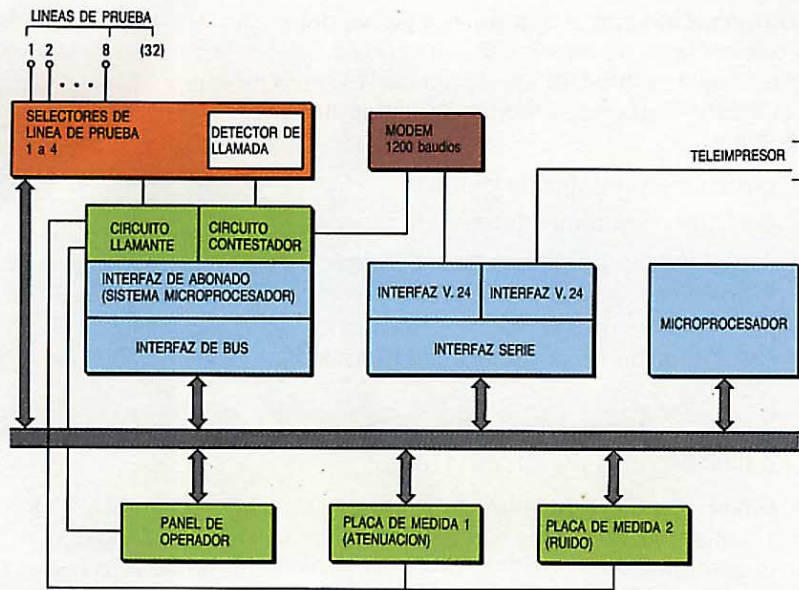 LINEAS DE PRUEBA
1 2 8 (32)
SELECTORES DE
LINEA DE PRUEBA
1 a 4
DETECTOR DE
LLAMADA
MODEM
1200 baudios
TELEIMPRESOR
CIRCUITO
LLAMANTE
CIRCUITO
CONTESTADOR
INTERFAZ DE ABONADO
(SISTEMA MICROPROCESADOR)
INTERFAZ DE BUS
INTERFAZ V. 24
INTERFAZ V. 24
INTERFAZ SERIE
MICROPROCESADOR
PANEL DE
OPERADOR
PLACA DE MEDIDA 1
(ATENUACION)
PLACA DE MEDIDA 2
(RUIDO)